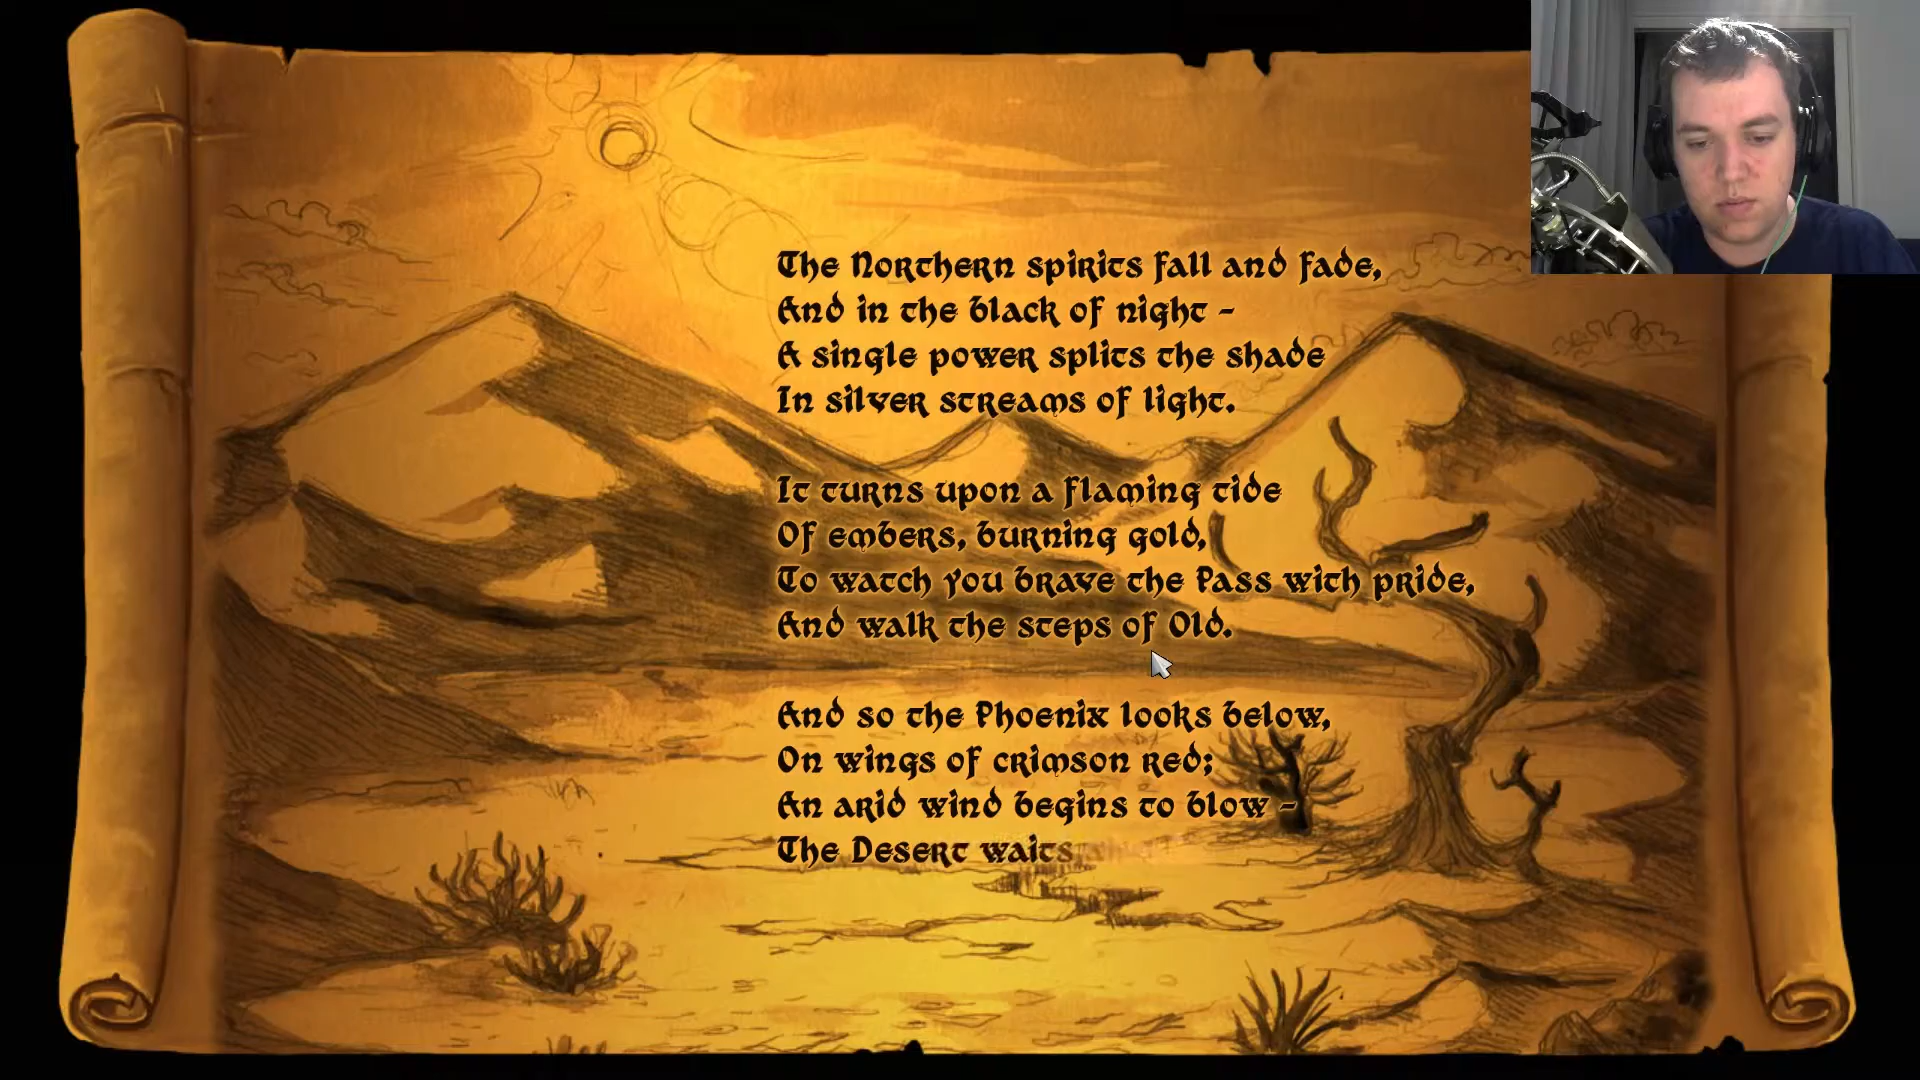 The Northern spirits fall and fade,
And in the black of night -
A single power splits the shade
In silver streams of light.
It turns upon a flaming tide
Of embers, burning gold,
To watch you brave the Pass with pride,
And walk the steps of Old.
And so the Phoenix looks below,
On wings of crimson red;
An arid wind begins to blow -
The Desert waits